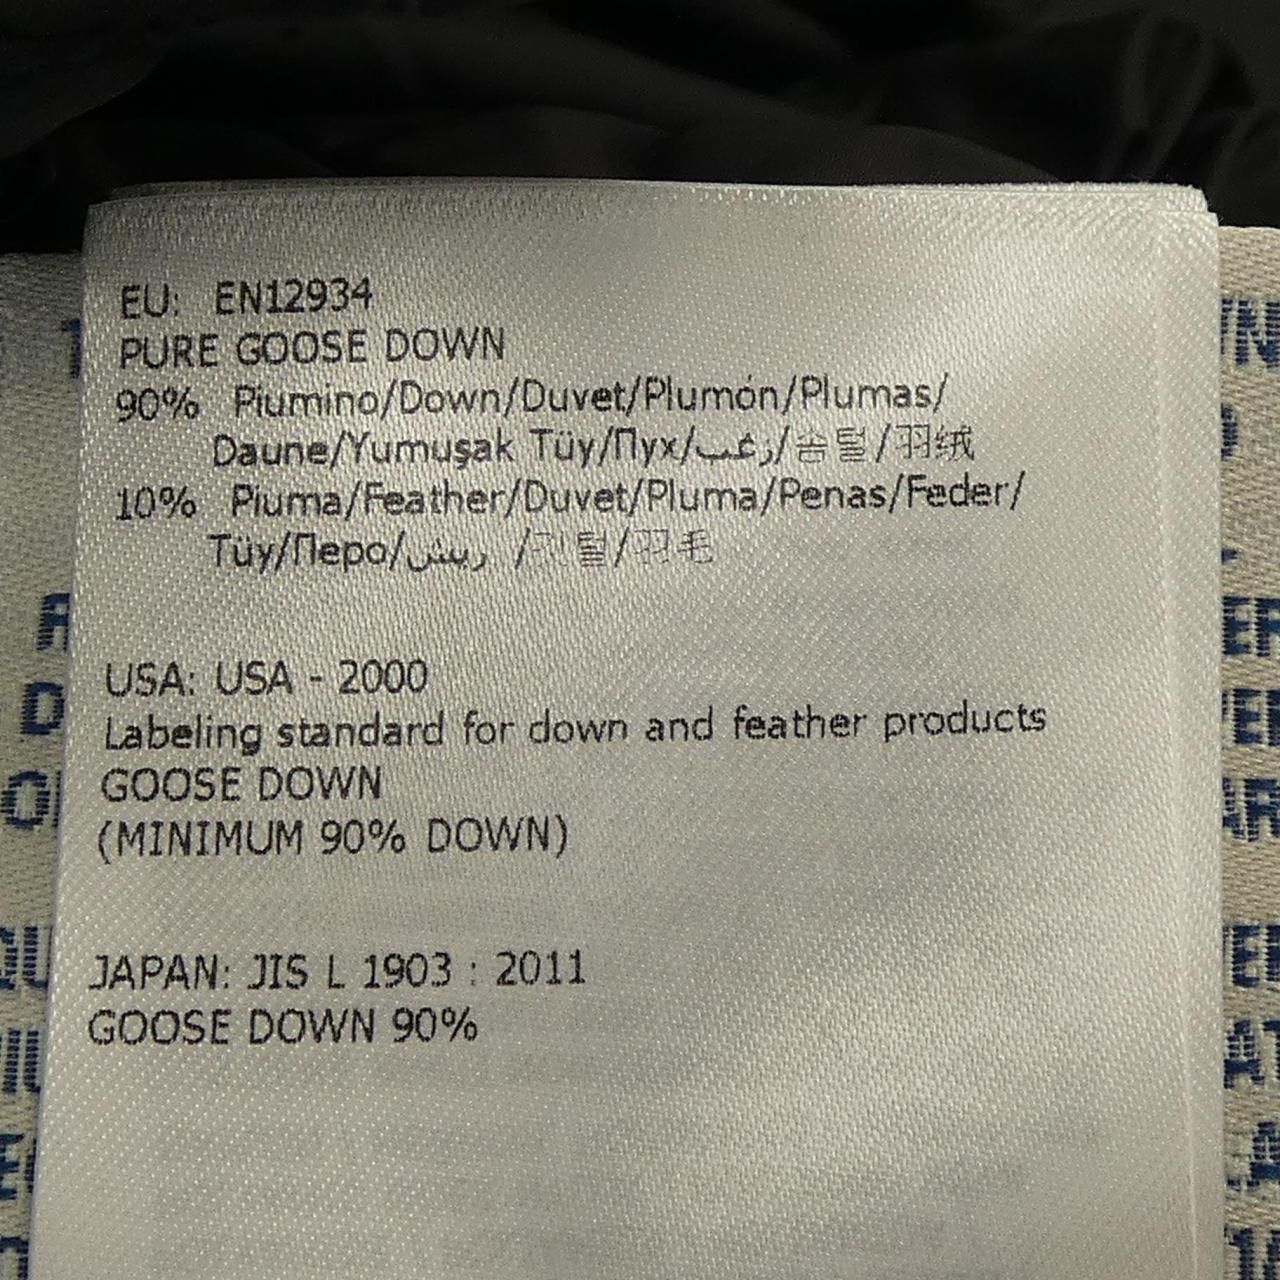 EU: EN12934
PURE GOOSE DOWN
90% Piumino/Down/Duvet/Plumón/Plumas/
Daune/Yumuşak Tüy/Пух/زغب/솜털/羽绒
10% Piuma/Feather/Duvet/Pluma/Penas/Feder/
Tüy/Перо/ريش /깃털/羽毛
USA: USA - 2000
Labeling standard for down and feather products
GOOSE DOWN
(MINIMUM 90% DOWN)
JAPAN: JIS L 1903 : 2011
GOOSE DOWN 90%